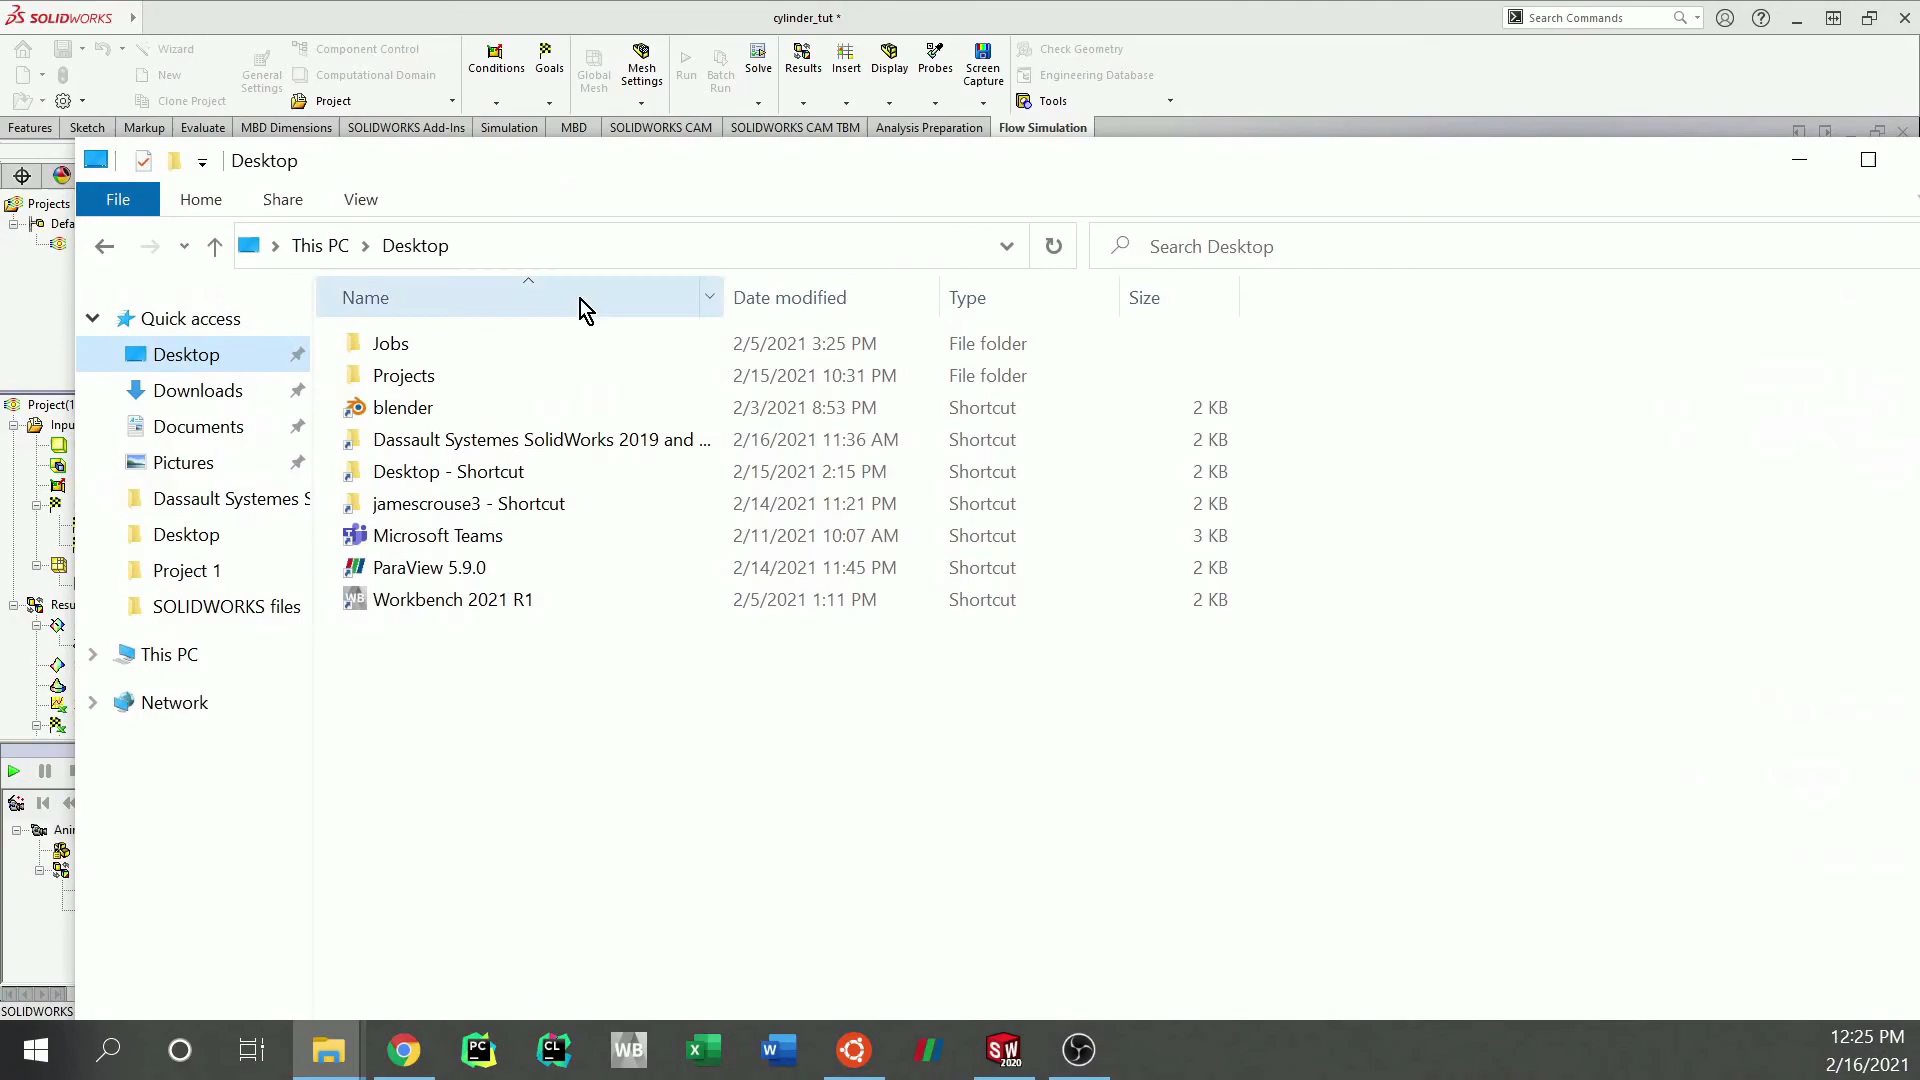 SOLIDWORKS
cylinder_tut *
Search Commands
Wizard
New
Clone Project
General Settings
Component Control
Computational Domain
Project
Conditions
Goals
Global Mesh
Mesh Settings
Run
Batch Run
Solve
Results
Insert
Display
Probes
Screen Capture
Check Geometry
Engineering Database
Tools
Features
Sketch
Markup
Evaluate
MBD Dimensions
SOLIDWORKS Add-Ins
Simulation
MBD
SOLIDWORKS CAM
SOLIDWORKS CAM TBM
Analysis Preparation
Flow Simulation
Desktop
File
Home
Share
View
This PC
Desktop
Search Desktop
Projects
Defa
Project(1
Inpu
Resu
Anir
SOLIDWORKS
Quick access
Desktop
Downloads
Documents
Pictures
Dassault Systemes S
Desktop
Project 1
SOLIDWORKS files
This PC
Network
Name Date modified Type Size
Jobs 2/5/2021 3:25 PM File folder
Projects 2/15/2021 10:31 PM File folder
blender 2/3/2021 8:53 PM Shortcut 2 KB
Dassault Systemes SolidWorks 2019 and ... 2/16/2021 11:36 AM Shortcut 2 KB
Desktop - Shortcut 2/15/2021 2:15 PM Shortcut 2 KB
jamescrouse3 - Shortcut 2/14/2021 11:21 PM Shortcut 2 KB
Microsoft Teams 2/11/2021 10:07 AM Shortcut 3 KB
ParaView 5.9.0 2/14/2021 11:45 PM Shortcut 2 KB
Workbench 2021 R1 2/5/2021 1:11 PM Shortcut 2 KB
PC
CL
WB
SW
2020
12:25 PM
2/16/2021